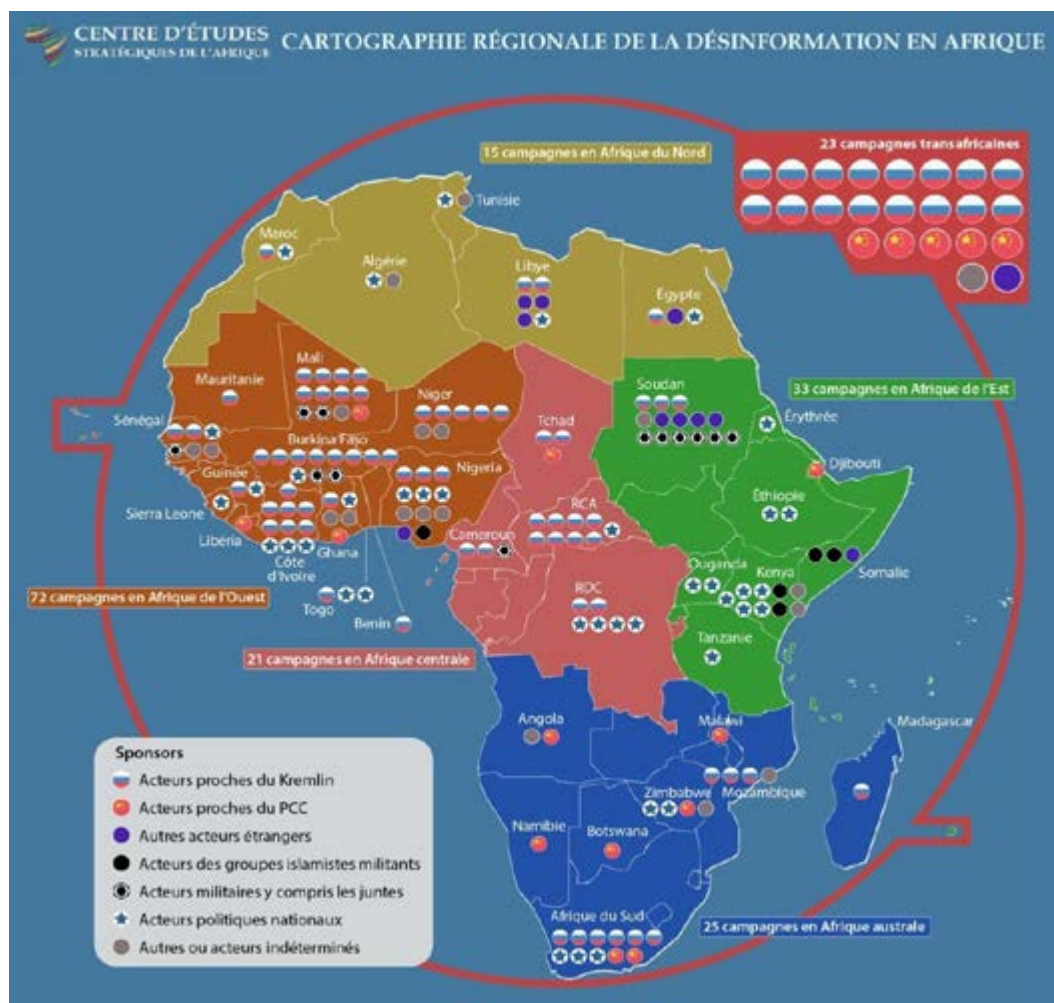 CENTRE D'ÉTUDES
STRATÉGIQUES DE L'AFRIQUE
CARTOGRAPHIE RÉGIONALE DE LA DÉSINFORMATION EN AFRIQUE
15 campagnes en Afrique du Nord
23 campagnes transafricaines
Tunisie
Maroc
Algérie
Libye
Égypte
Mauritanie
Mali
Niger
Tchad
Soudan
33 campagnes en Afrique de l'Est
Érythrée
Sénégal
Burkina Faso
Nigeria
Djibouti
Guinée
Éthiopie
Sierra Leone
RCA
Libéria
Ghana
Cameroun
Côte
d'Ivoire
Ouganda
Kenya
Somalie
72 campagnes en Afrique de l'Ouest
Togo
RDC
Benin
Tanzanie
21 campagnes en Afrique centrale
Angola
Malawi
Madagascar
Zimbabwe
Mozambique
Namibie
Botswana
Afrique du Sud
25 campagnes en Afrique australe
Sponsors
Acteurs proches du Kremlin
Acteurs proches du PCC
Autres acteurs étrangers
Acteurs des groupes islamistes militants
Acteurs militaires y compris les juntes
Acteurs politiques nationaux
Autres ou acteurs indéterminés